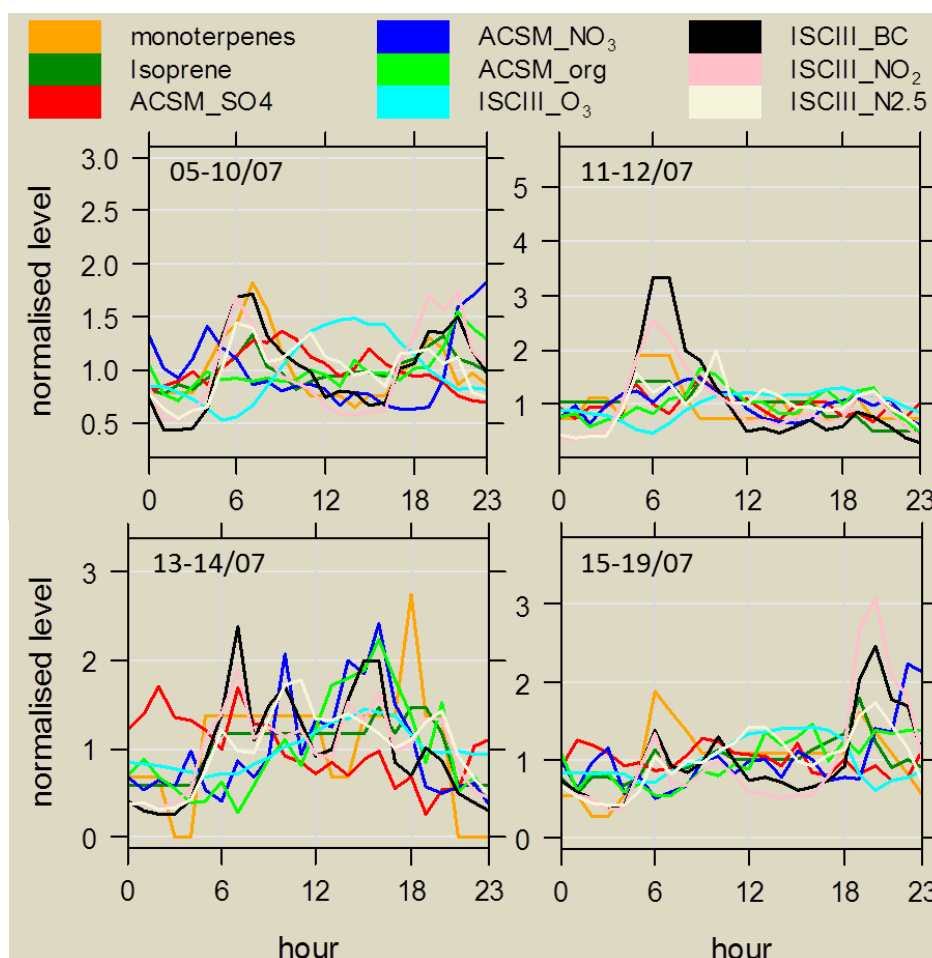 monoterpenes ACSM_NO3 ISCIII_BC
Isoprene ACSM_org ISCIII_NO2
ACSM_SO4 ISCIII_O3 ISCIII_N2.5
05-10/07 11-12/07
normalised level
3.0
2.5
2.0
1.5
1.0
0.5
0 6 12 18 23
5
4
3
2
1
0 6 12 18 23
13-14/07 15-19/07
normalised level
3
2
1
0
0 6 12 18 23
hour
3
2
1
0
0 6 12 18 23
hour